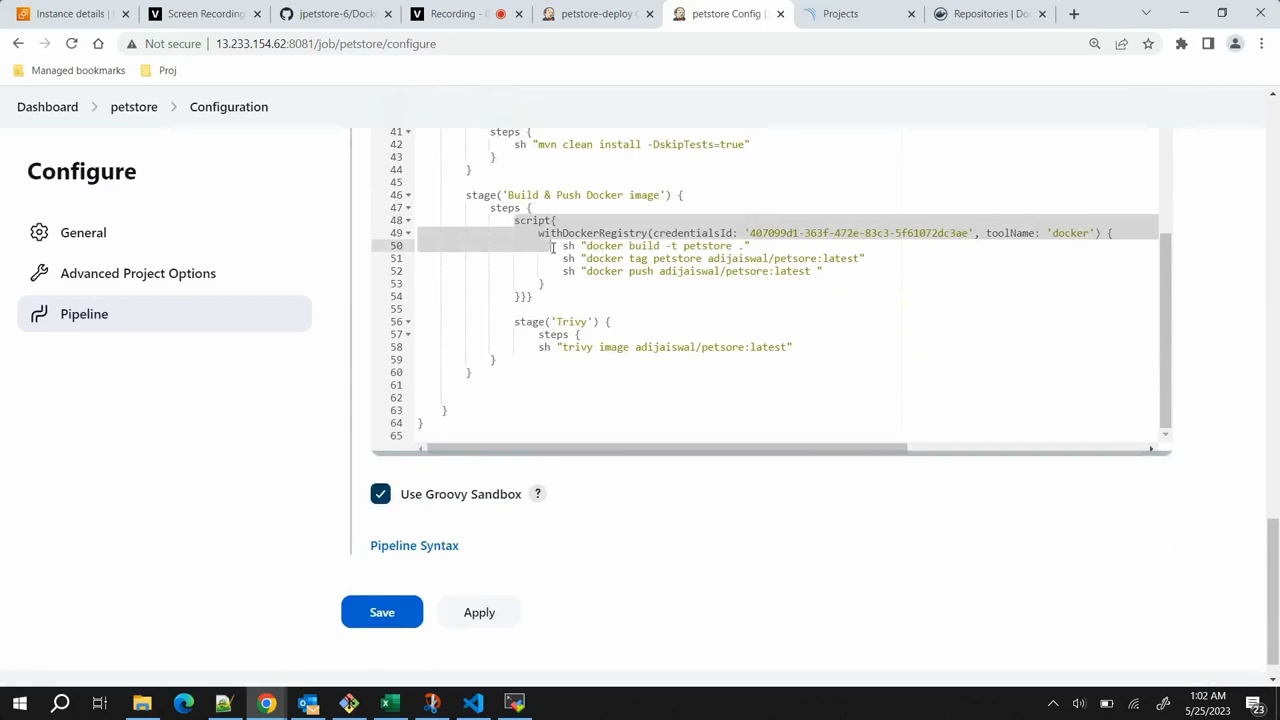 Instance details | E
Screen Recording
jpetstore-6/Docke
Recording - 
petstore-deploy C
petstore Config [
Projects
Repositories | Doc
Not secure | 13.233.154.62:8081/job/petstore/configure
Managed bookmarks
Proj
Dashboard
petstore
Configuration
Configure
General
Advanced Project Options
Pipeline
41 steps {
42 sh "mvn clean install -DskipTests=true"
43 }
44 }
45
46 stage('Build & Push Docker image') {
47 steps {
48 script{
49 withDockerRegistry(credentialsId: '407099d1-363f-472e-83c3-5f61072dc3ae', toolName: 'docker') {
50 sh "docker build -t petstore ."
51 sh "docker tag petstore adijaiswal/petsore:latest"
52 sh "docker push adijaiswal/petsore:latest "
53 }
54 }}}
55
56 stage('Trivy') {
57 steps {
58 sh "trivy image adijaiswal/petsore:latest"
59 }
60 }
61
62
63 }
64 }
65
Use Groovy Sandbox ?
Pipeline Syntax
Save
Apply
1:02 AM
5/25/2023
23